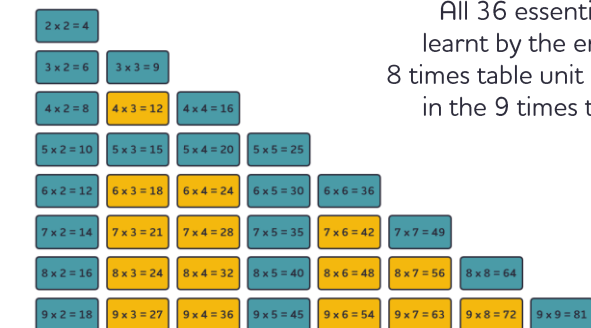 All 36 essenti
learnt by the er
8 times table unit
in the 9 times t
2 x 2 = 4
3 x 2 = 6 3 x 3 = 9
4 x 2 = 8 4 x 3 = 12 4 x 4 = 16
5 x 2 = 10 5 x 3 = 15 5 x 4 = 20 5 x 5 = 25
6 x 2 = 12 6 x 3 = 18 6 x 4 = 24 6 x 5 = 30 6 x 6 = 36
7 x 2 = 14 7 x 3 = 21 7 x 4 = 28 7 x 5 = 35 7 x 6 = 42 7 x 7 = 49
8 x 2 = 16 8 x 3 = 24 8 x 4 = 32 8 x 5 = 40 8 x 6 = 48 8 x 7 = 56 8 x 8 = 64
9 x 2 = 18 9 x 3 = 27 9 x 4 = 36 9 x 5 = 45 9 x 6 = 54 9 x 7 = 63 9 x 8 = 72 9 x 9 = 81